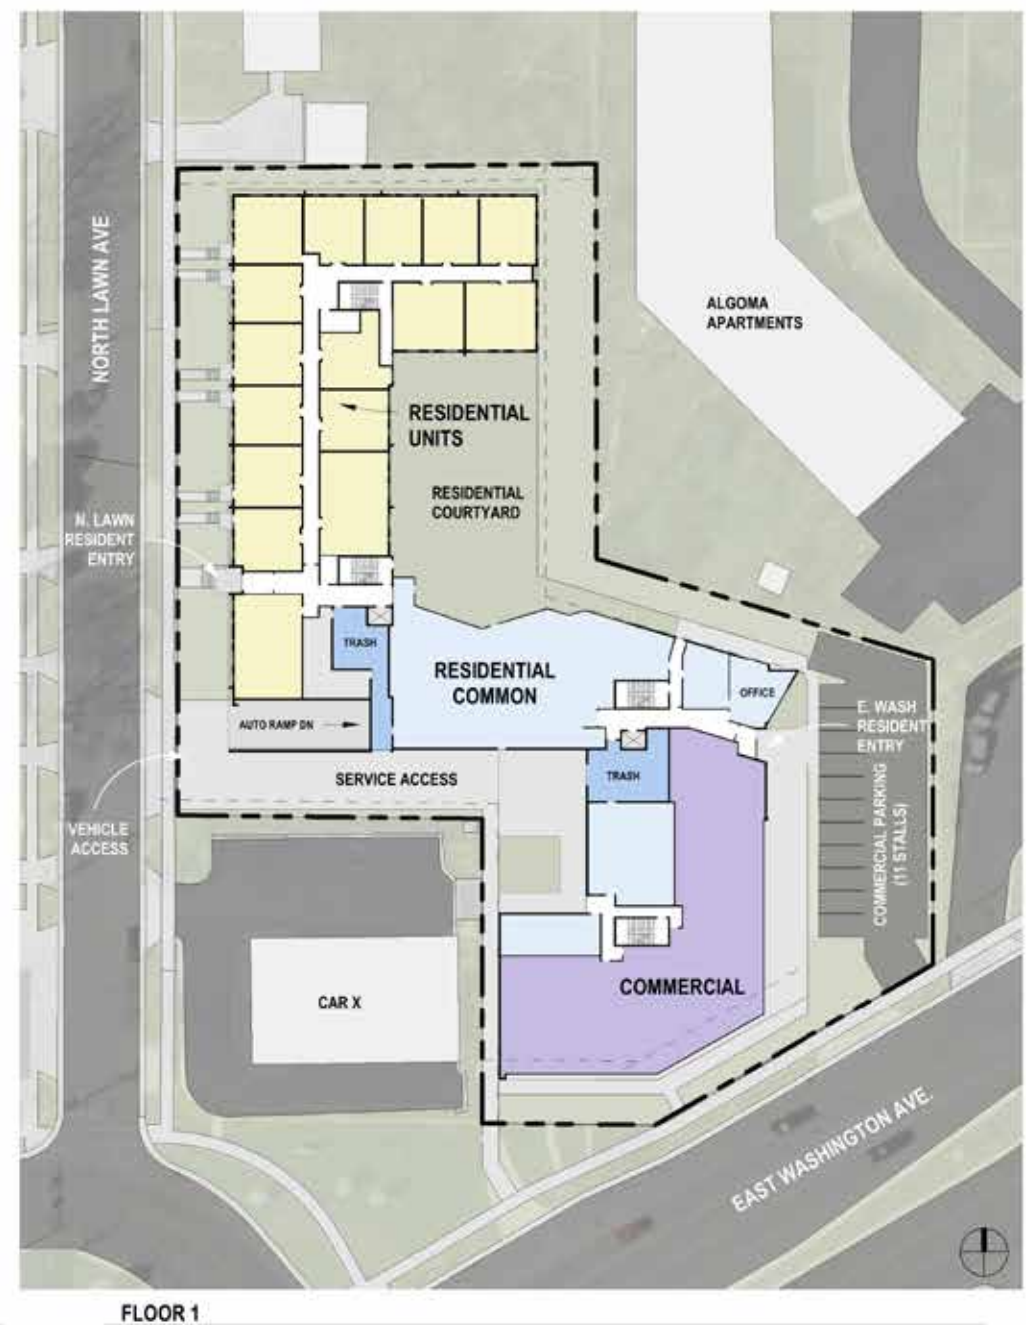 NORTH LAWN AVE
ALGOMA
APARTMENTS
RESIDENTIAL
UNITS
RESIDENTIAL
COURTYARD
N. LAWN
RESIDENT
ENTRY
TRASH
RESIDENTIAL
COMMON
OFFICE
E. WASH
RESIDENT
ENTRY
AUTO RAMP DN
SERVICE ACCESS
TRASH
VEHICLE
ACCESS
COMMERCIAL PARKING
(11 STALLS)
CAR X
COMMERCIAL
EAST WASHINGTON AVE.
FLOOR 1